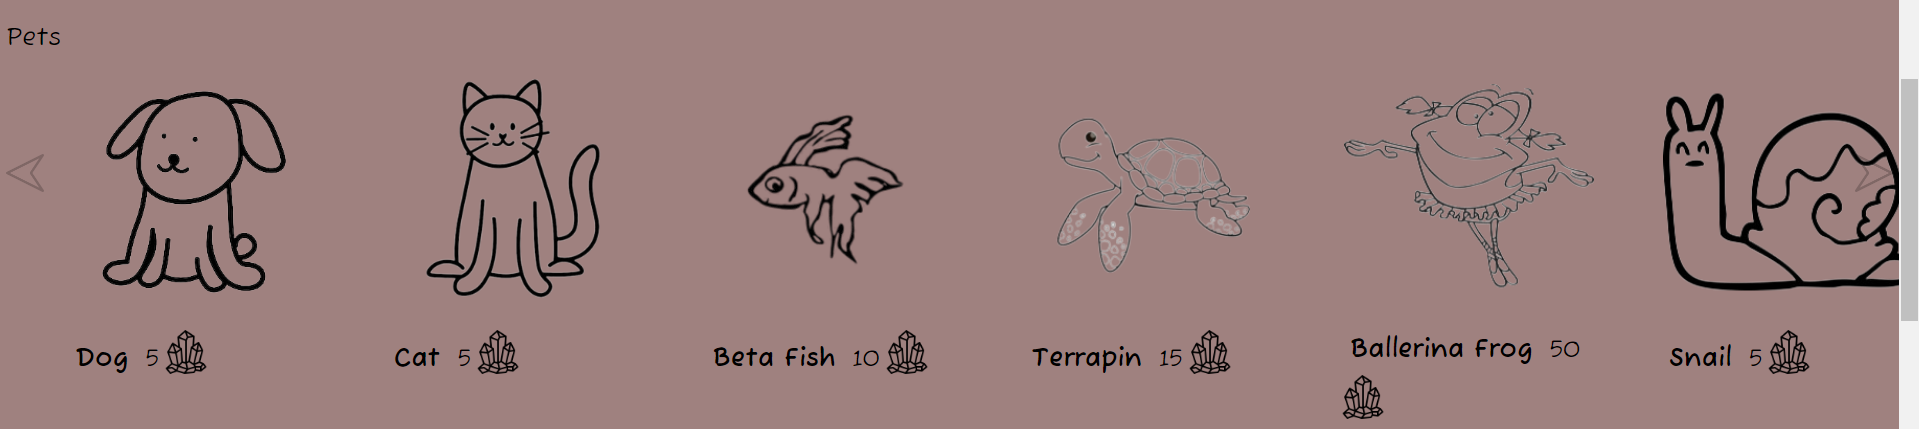 Pets
Dog 5
Cat 5
Beta Fish 10
Terrapin 15
Ballerina Frog 50
Snail 5